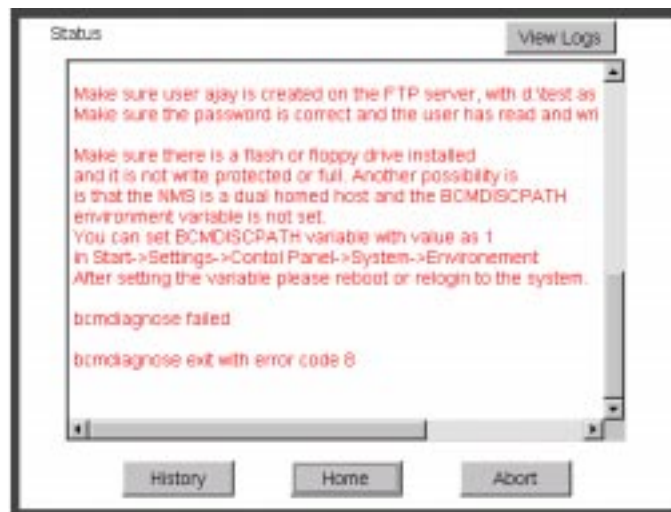 Status
View Logs
Make sure user ajay is created on the FTP server, with d:\test as
Make sure the password is correct and the user has read and wri
Make sure there is a flash or floppy drive installed
and it is not write protected or full. Another possibility is
is that the NMS is a dual homed host and the BCMDISCPATH
environment variable is not set.
You can set BCMDISCPATH variable with value as 1
in Start->Settings->Contol Panel->System->Environement
After setting the variable please reboot or relogin to the system.
bcmdiagnose failed
bcmdiagnose exit with error code 8
History
Home
Abort